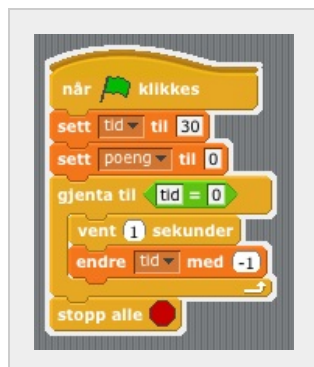 når klikkes
sett tid til 30
sett poeng til 0
gjenta til tid = 0
vent 1 sekunder
endre tid med -1
stopp alle